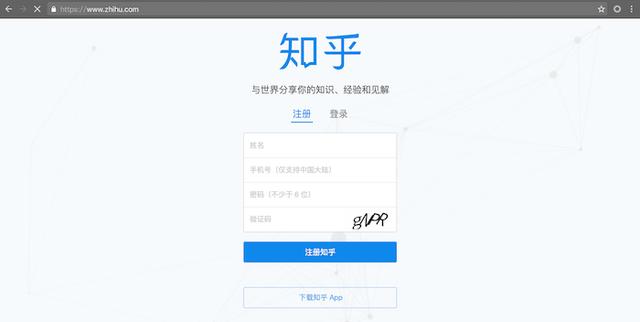 https://www.zhihu.com
知乎
与世界分享你的知识、经验和见解
注册 登录
姓名
手机号（仅支持中国大陆）
密码（不少于 6 位）
验证码 gNPR
注册知乎
下载知乎 App